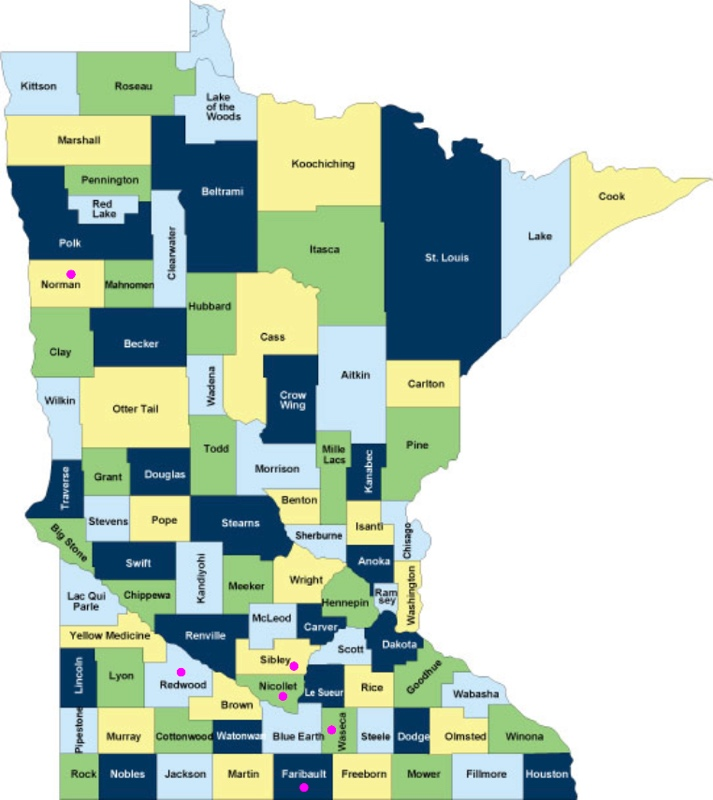 Kittson
Roseau
Lake
of the
Woods
Marshall
Koochiching
Pennington
Beltrami
Cook
Red
Lake
Polk
Clearwater
Lake
Itasca
St. Louis
Norman
Mahnomen
Hubbard
Cass
Clay
Becker
Aitkin
Wadena
Carlton
Crow
Wing
Wilkin
Otter Tail
Pine
Todd
Mille
Lacs
Morrison
Kanabec
Traverse
Grant
Douglas
Benton
Stevens
Pope
Stearns
Isanti
Chisago
Sherburne
Big Stone
Swift
Anoka
Kandiyohi
Wright
Meeker
Lac Qui
Parle
Chippewa
Hennepin
Ram
sey
Washington
McLeod
Carver
Yellow Medicine
Renville
Scott
Dakota
Sibley
Lincoln
Lyon
Redwood
Nicollet
Le Sueur
Rice
Goodhue
Wabasha
Brown
Pipestone
Murray
Cottonwood
Watonwan
Blue Earth
Waseca
Steele
Dodge
Olmsted
Winona
Rock
Nobles
Jackson
Martin
Faribault
Freeborn
Mower
Fillmore
Houston